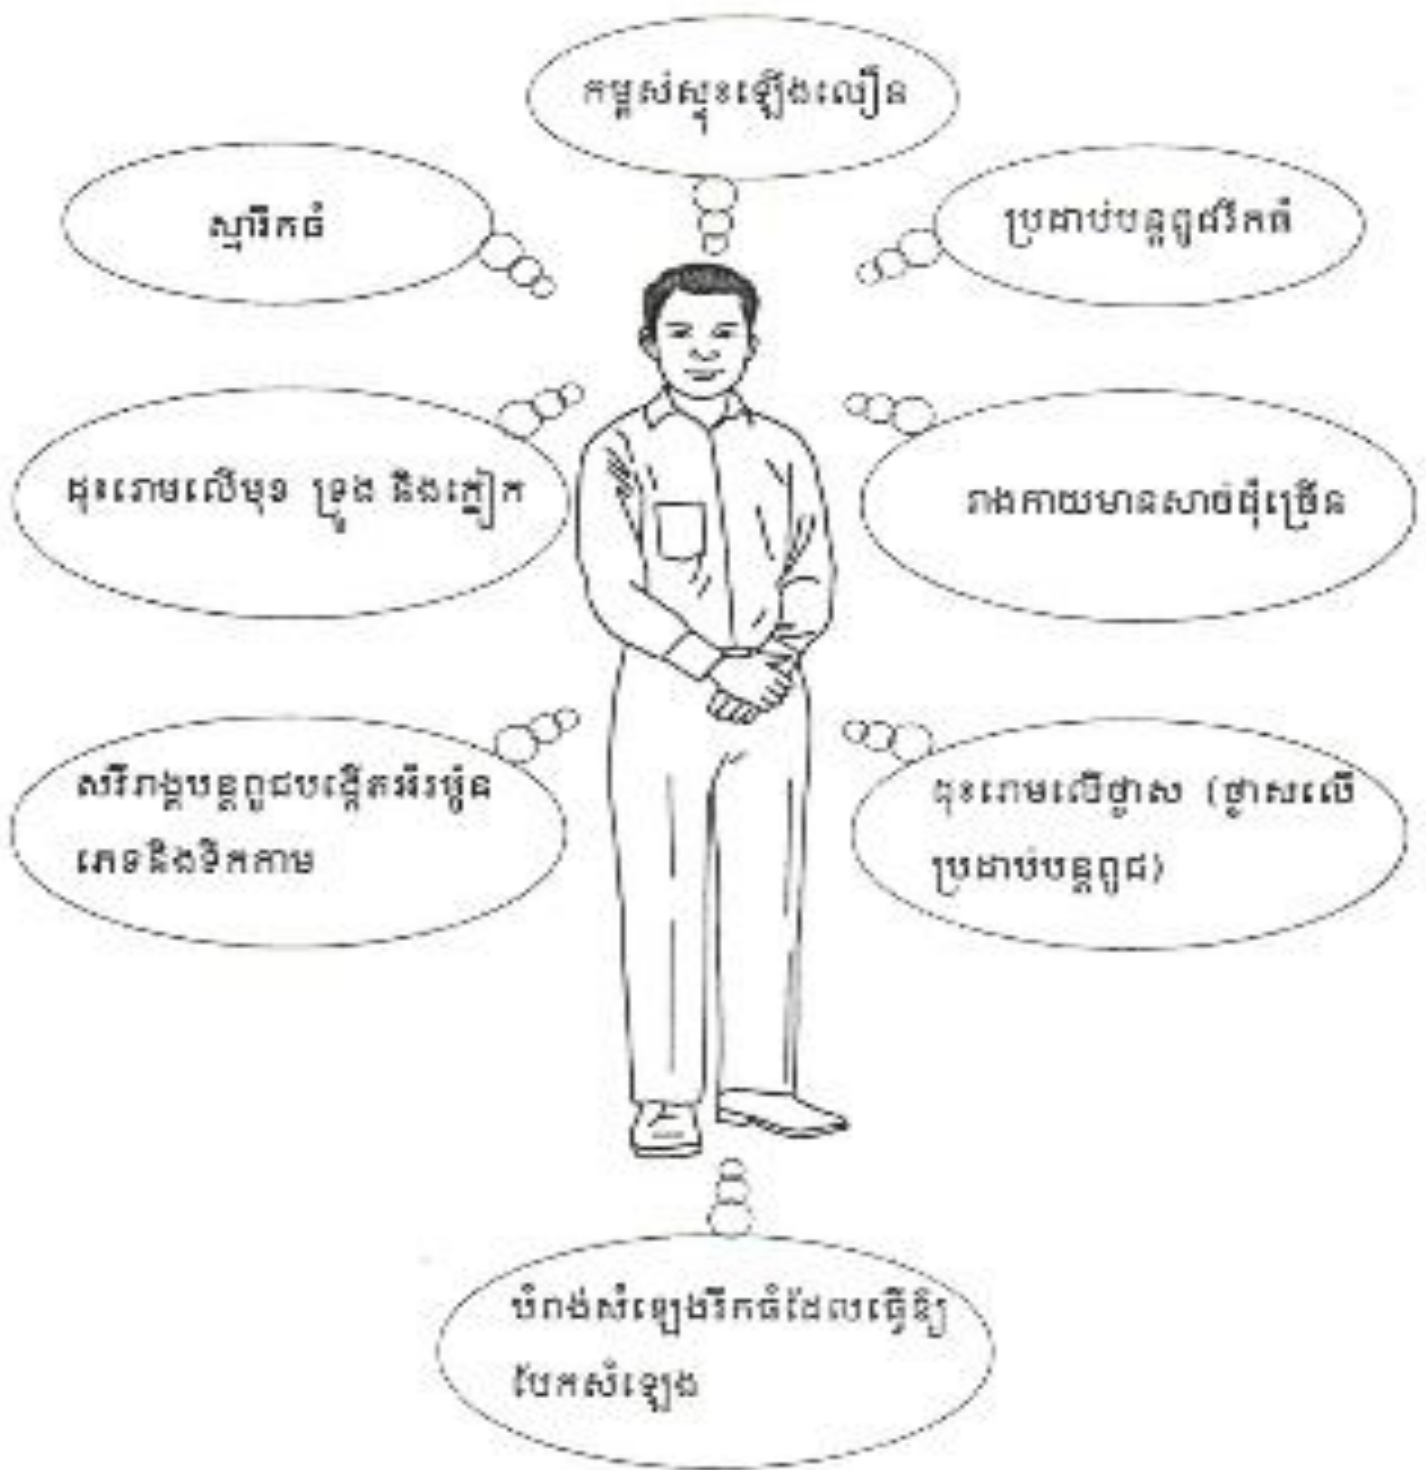 កម្ពស់ស្ទុះឡើងលឿន
ស្មារីកធំ
ប្រដាប់បន្តពូជរីកធំ
ដុះរោមលើមុខ ទ្រូង និងក្លៀក
រាងកាយមានសាច់ដុំច្រើន
សរីរាង្គបន្តពូជបង្កើតអ័រម៉ូន
ភេទនិងទឹកកាម
ដុះរោមលើថ្ងាស (ថ្ងាសលើ
ប្រដាប់បន្តពូជ)
បំពង់សំឡេងរីកធំដែលធ្វើឱ្យ
បែកសំឡេង